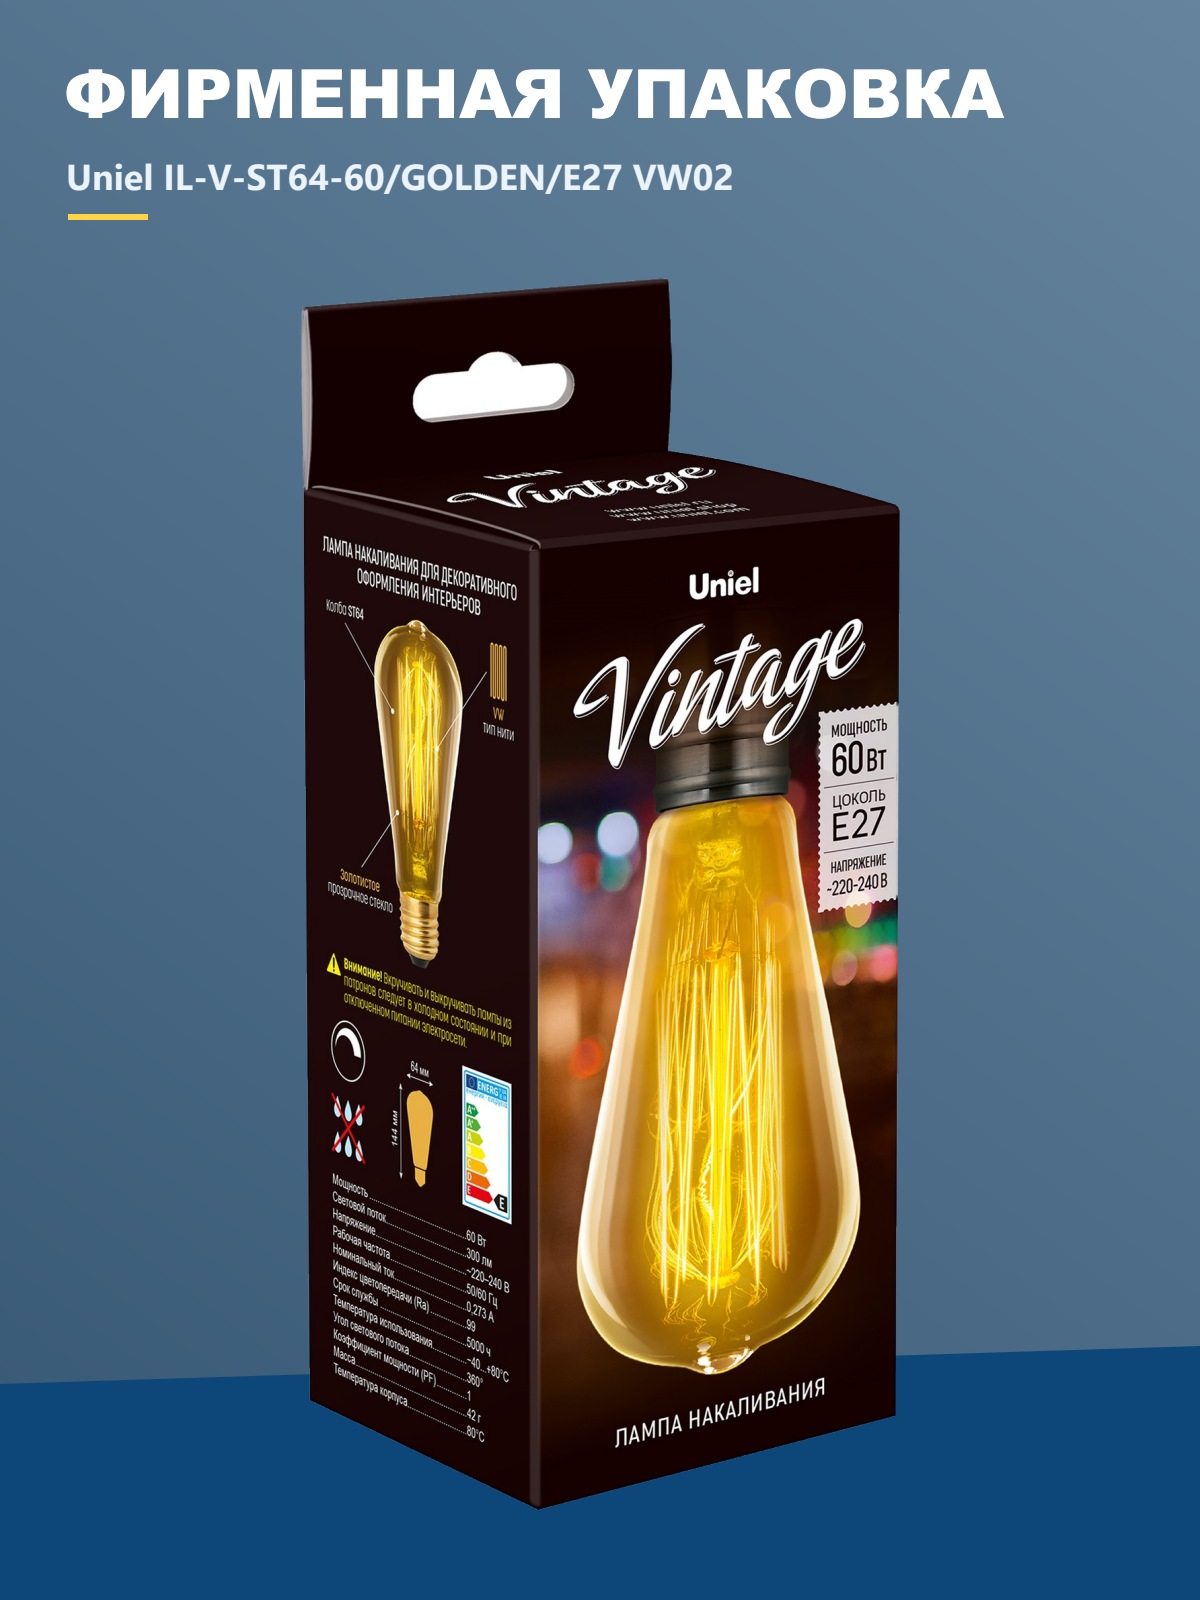 ФИРМЕННАЯ УПАКОВКА
Uniel IL-V-ST64-60/GOLDEN/E27 VW02
Uniel
Vintage
www.uniel.ru
ЛАМПА НАКАЛИВАНИЯ ДЛЯ ДЕКОРАТИВНОГО
ОФОРМЛЕНИЯ ИНТЕРЬЕРОВ
Колба ST64
VW
ТИП НИТИ
Золотистое
прозрачное стекло
Внимание! Вкручивать и выкручивать лампы из
патронов следует в холодном состоянии и при
отключенном питании электросети.
64 мм
144 мм
ENERG
A++
A+
A
B
C
D
E
E
Мощность 60 Вт
Световой поток 300 лм
Напряжение ~220–240 В
Рабочая частота 50/60 Гц
Номинальный ток 0,273 А
Индекс цветопередачи (Ra) 99
Срок службы 5000 ч
Температура использования –40...+80°C
Угол светового потока 360°
Коэффициент мощности (PF) 1
Масса 42 г
Температура корпуса 80°C
Uniel
Vintage
МОЩНОСТЬ
60 Вт
ЦОКОЛЬ
E27
НАПРЯЖЕНИЕ
~220-240 В
ЛАМПА НАКАЛИВАНИЯ